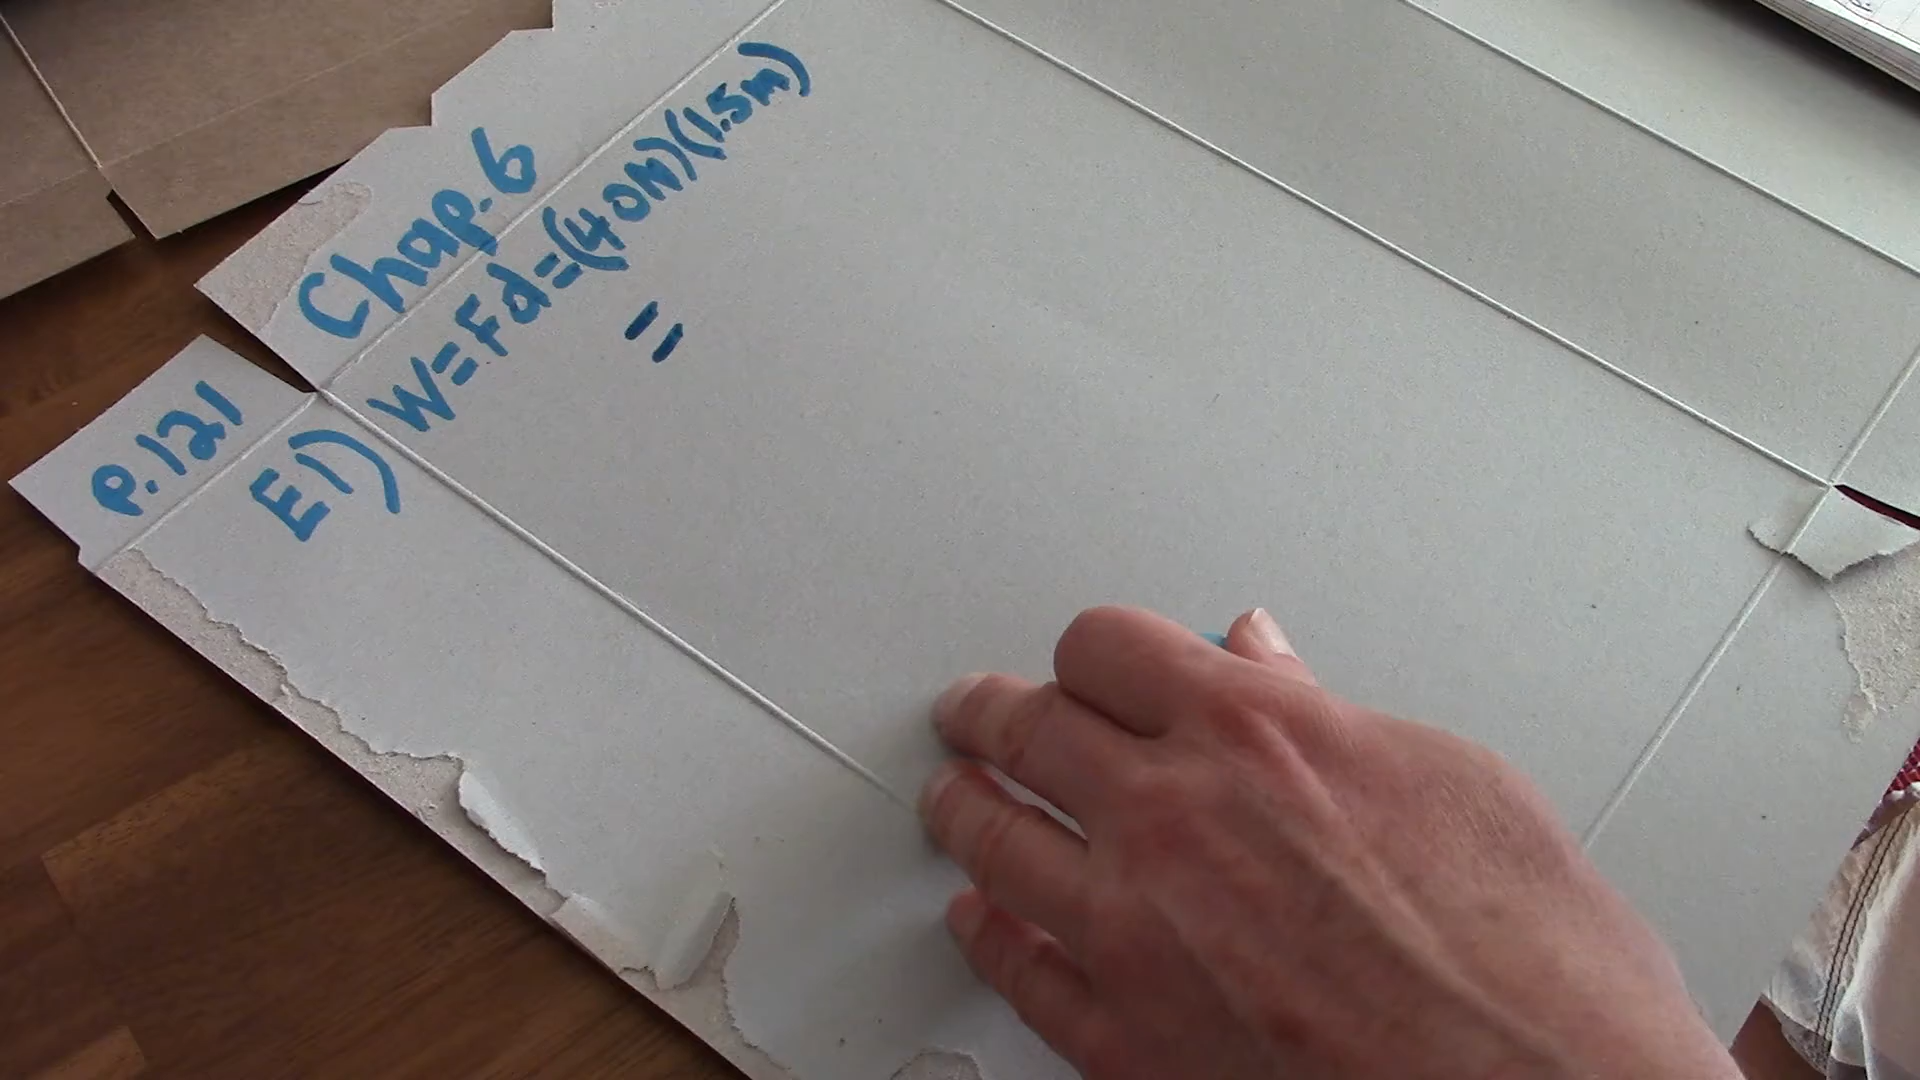 Chap. 6
P. 121
E1) W=Fd=(40N)(1.5m)
=